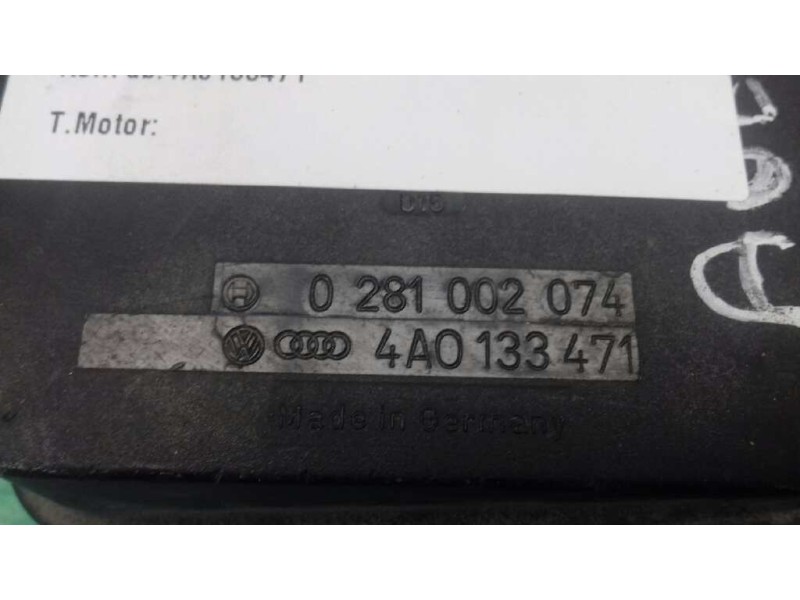 T.Motor:
0 281 002 074
4A0 133 471
Made in Germany